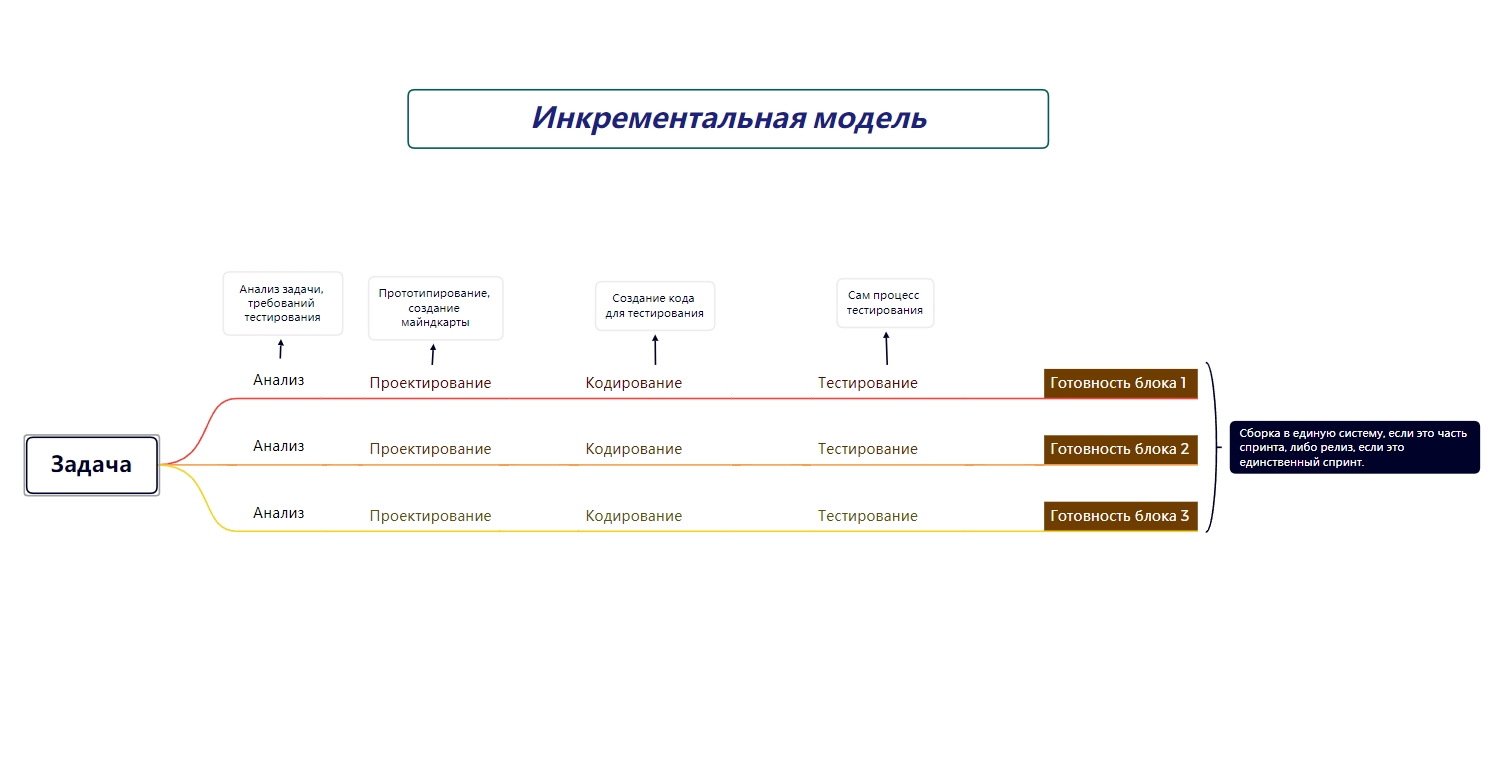 Инкрементальная модель
Анализ задачи,
требований
тестирования
Прототипирование,
создание
майндкарты
Создание кода
для тестирования
Сам процесс
тестирования
Анализ
Проектирование
Кодирование
Тестирование
Готовность блока 1
Задача
Анализ
Проектирование
Кодирование
Тестирование
Готовность блока 2
Анализ
Проектирование
Кодирование
Тестирование
Готовность блока 3
Сборка в единую систему, если это часть
спринта, либо релиз, если это
единственный спринт.